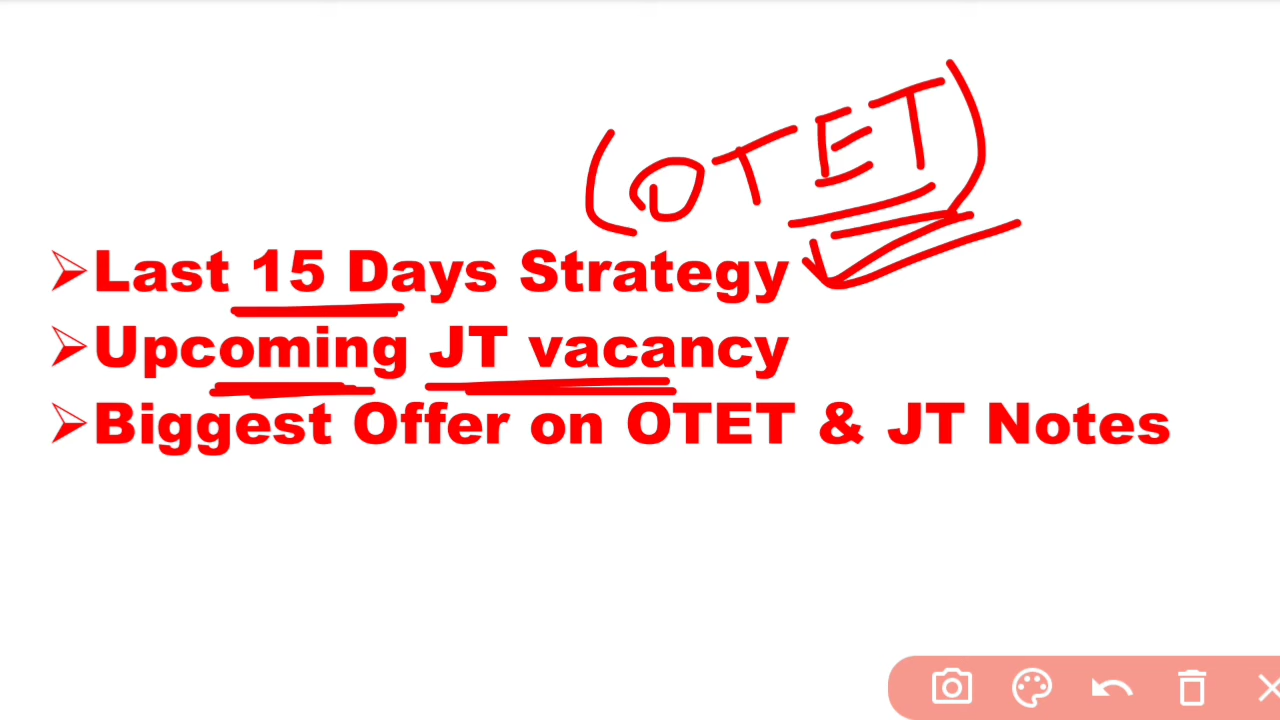 (OTET)
➢Last 15 Days Strategy
➢Upcoming JT vacancy
➢Biggest Offer on OTET & JT Notes